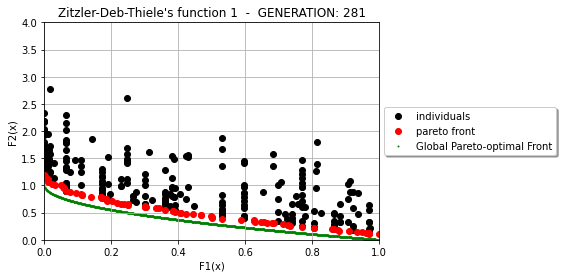 Zitzler-Deb-Thiele's function 1 - GENERATION: 281
4.0
3.5
3.0
2.5
2.0
1.5
1.0
0.5
0.0
F2(x)
0.0 0.2 0.4 0.6 0.8 1.0
F1(x)
individuals
pareto front
Global Pareto-optimal Front